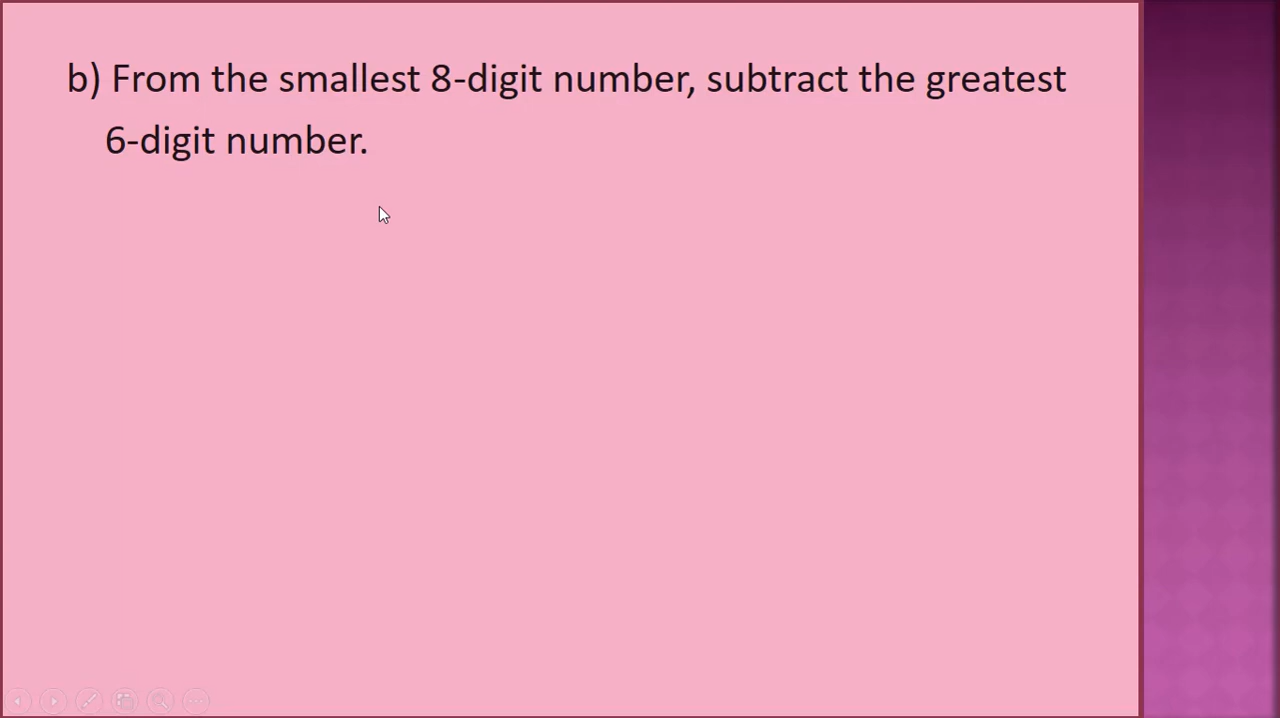 b) From the smallest 8-digit number, subtract the greatest
6-digit number.